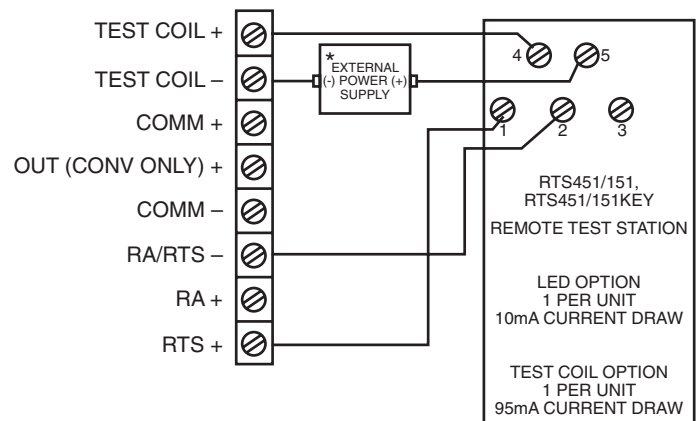 TEST COIL +
TEST COIL –
COMM +
OUT (CONV ONLY) +
COMM –
RA/RTS –
RA +
RTS +
*
EXTERNAL
(-) POWER (+)
SUPPLY
4
5
1
2
3
RTS451/151,
RTS451/151KEY
REMOTE TEST STATION
LED OPTION
1 PER UNIT
10mA CURRENT DRAW
TEST COIL OPTION
1 PER UNIT
95mA CURRENT DRAW